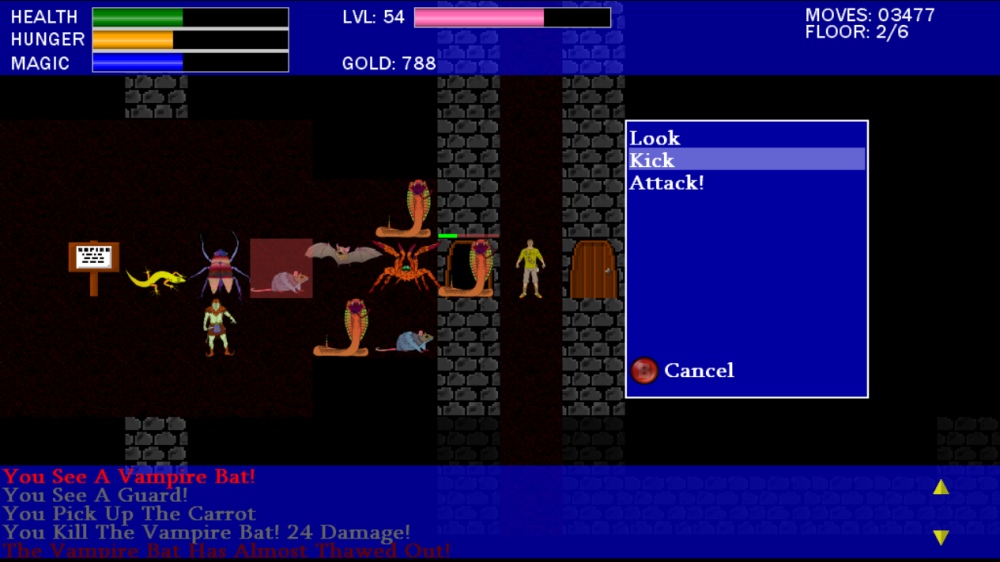 HEALTH
HUNGER
MAGIC
LVL: 54
GOLD: 788
MOVES: 03477
FLOOR: 2/6
Look
Kick
Attack!
Cancel
You See A Vampire Bat!
You See A Guard!
You Pick Up The Carrot
You Kill The Vampire Bat! 24 Damage!
The Vampire Bat Has Almost Thawed Out!